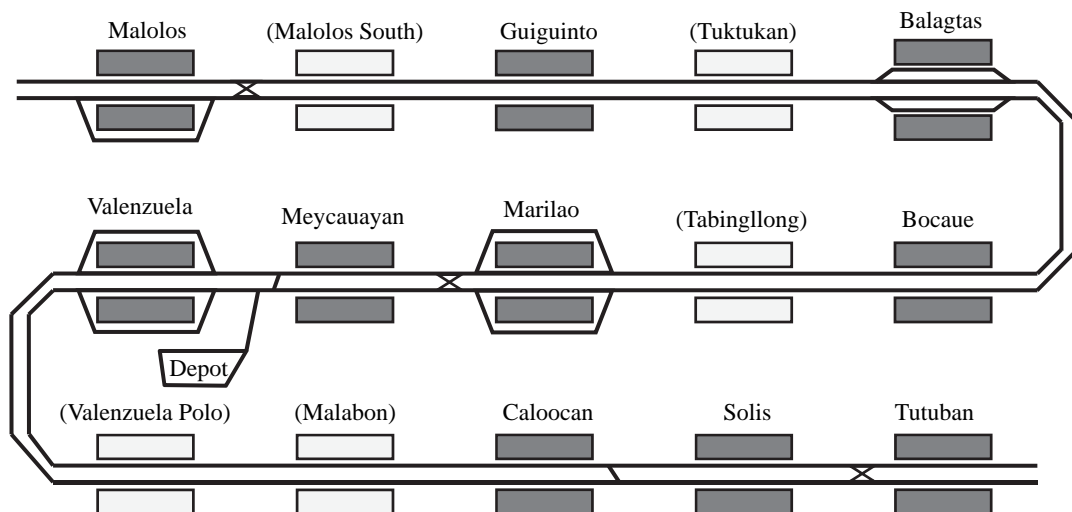 Malolos
(Malolos South)
Guiguinto
(Tuktukan)
Balagtas
Valenzuela
Meycauayan
Marilao
(Tabingllong)
Bocaue
Depot
(Valenzuela Polo)
(Malabon)
Caloocan
Solis
Tutuban